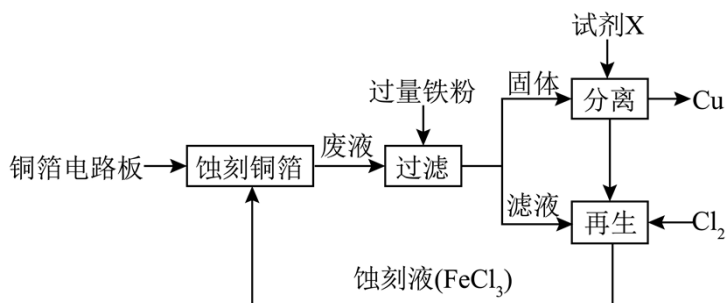 试剂X
过量铁粉
固体
分离
Cu
铜箔电路板
蚀刻铜箔
废液
过滤
滤液
再生
Cl₂
蚀刻液(FeCl₃)